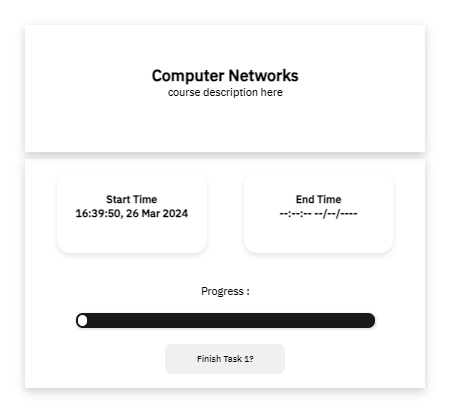 Computer Networks
course description here
Start Time
16:39:50, 26 Mar 2024
End Time
--:--:-- --/--/----
Progress :
Finish Task 1?